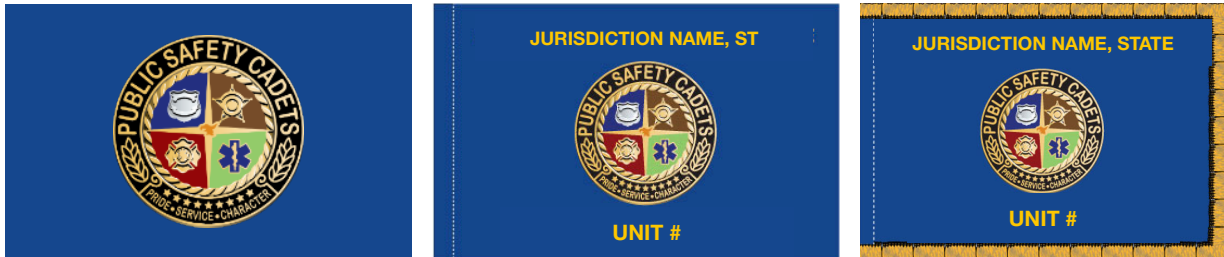 PUBLIC SAFETY CADETS
PRIDE • SERVICE • CHARACTER
JURISDICTION NAME, ST
PUBLIC SAFETY CADETS
PRIDE • SERVICE • CHARACTER
UNIT #
JURISDICTION NAME, STATE
PUBLIC SAFETY CADETS
PRIDE • SERVICE • CHARACTER
UNIT #